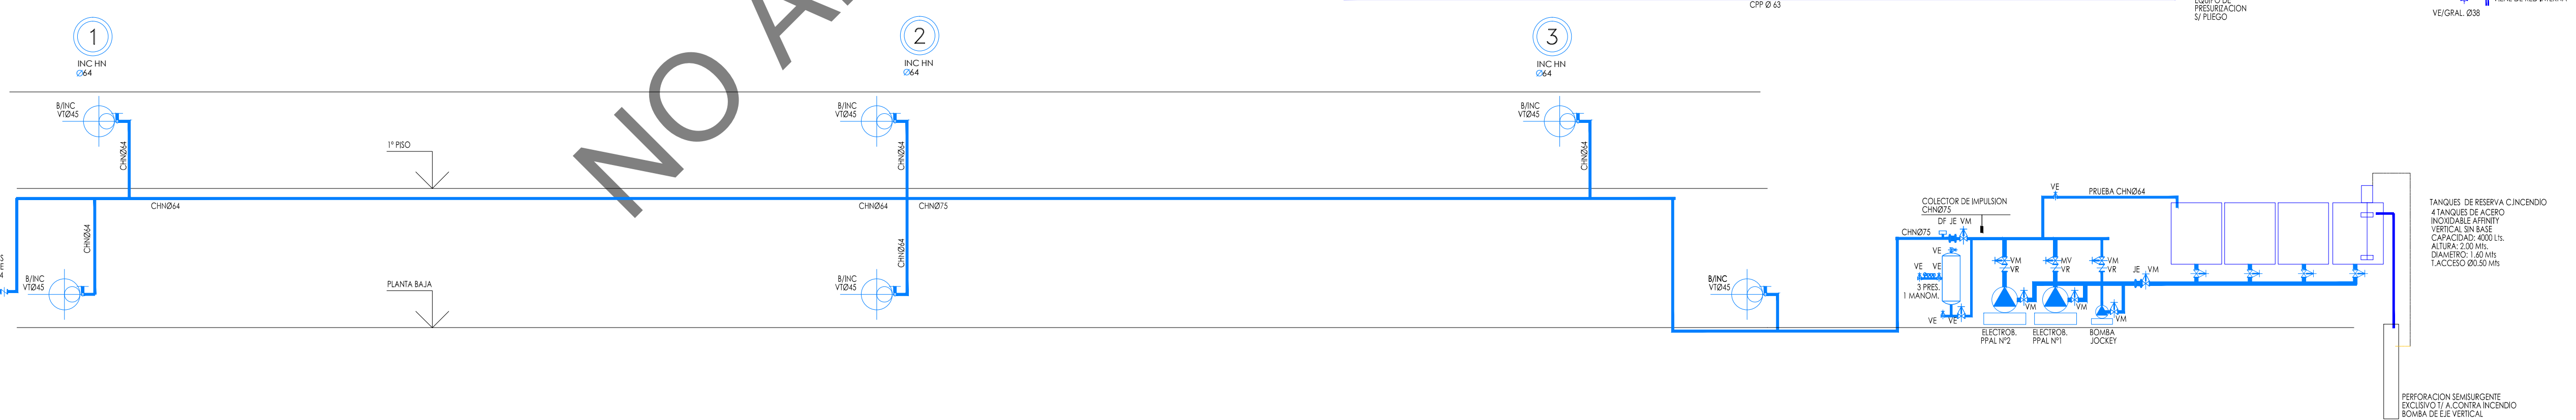 CPP Ø 63
EQUIPO DE
PRESURIZACION
S/ PLIEGO
VE/GRAL. Ø38
1
INC HN
Ø64
2
INC HN
Ø64
3
INC HN
Ø64
NO A
B/INC
VTØ45
B/INC
VTØ45
B/INC
VTØ45
CHNØ64
CHNØ64
CHNØ64
1º PISO
CHNØ64
CHNØ64
CHNØ75
CHNØ64
CHNØ64
B/INC
VTØ45
B/INC
VTØ45
B/INC
VTØ45
PLANTA BAJA
COLECTOR DE IMPULSION
CHNØ75
DF JE VM
CHNØ75
VE
PRUEBA CHNØ64
VE
VE VE
3 PRES.
1 MANOM.
VE VE
VM
VR
MV
VR
VM
VR
JE VM
VM
VM
VM
ELECTROB.
PPAL Nº2
ELECTROB.
PPAL Nº1
BOMBA
JOCKEY
TANQUES DE RESERVA C.INCENDIO
4 TANQUES DE ACERO
INOXIDABLE AFFINITY
VERTICAL SIN BASE
CAPACIDAD: 4000 Lts.
ALTURA: 2.00 Mts.
DIAMETRO: 1.60 Mts
T.ACCESO Ø0.50 Mts
PERFORACION SEMISURGENTE
EXCLISIVO T/ A.CONTRA INCENDIO
BOMBA DE EJE VERTICAL